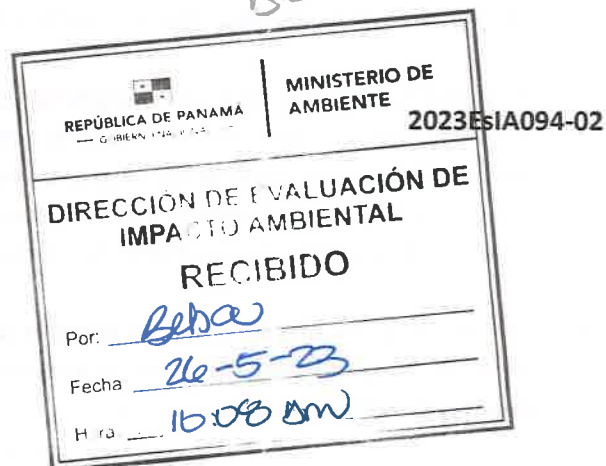 REPÚBLICA DE PANAMÁ
MINISTERIO DE
AMBIENTE
2023EsIA094-02
DIRECCIÓN DE EVALUACIÓN DE
IMPACTO AMBIENTAL
RECIBIDO
Por:
Fecha 26-5-23
Hora 10:08 am